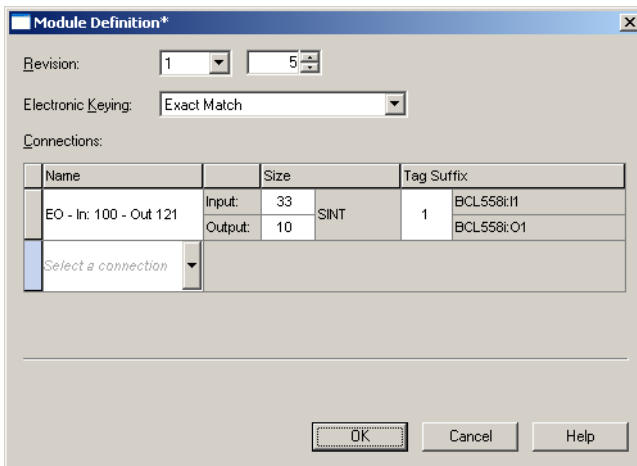 Module Definition*
Revision: 1 5
Electronic Keying: Exact Match
Connections:
Name Size Tag Suffix
EO - In: 100 - Out 121 Input: 33 SINT 1 BCL558i:I1
Output: 10 BCL558i:O1
Select a connection
OK Cancel Help